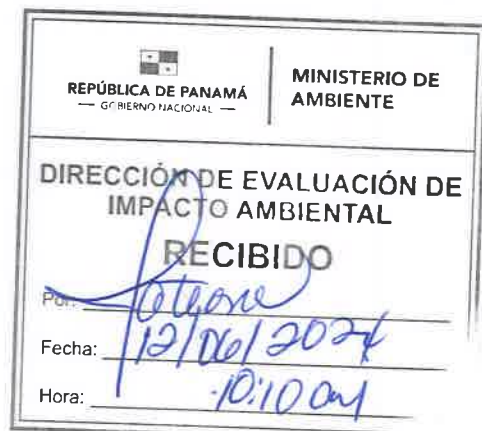 REPÚBLICA DE PANAMÁ
— GOBIERNO NACIONAL —
MINISTERIO DE
AMBIENTE
DIRECCIÓN DE EVALUACIÓN DE
IMPACTO AMBIENTAL
RECIBIDO
Por:
Fecha: 12/06/2024
Hora: 10:10 am